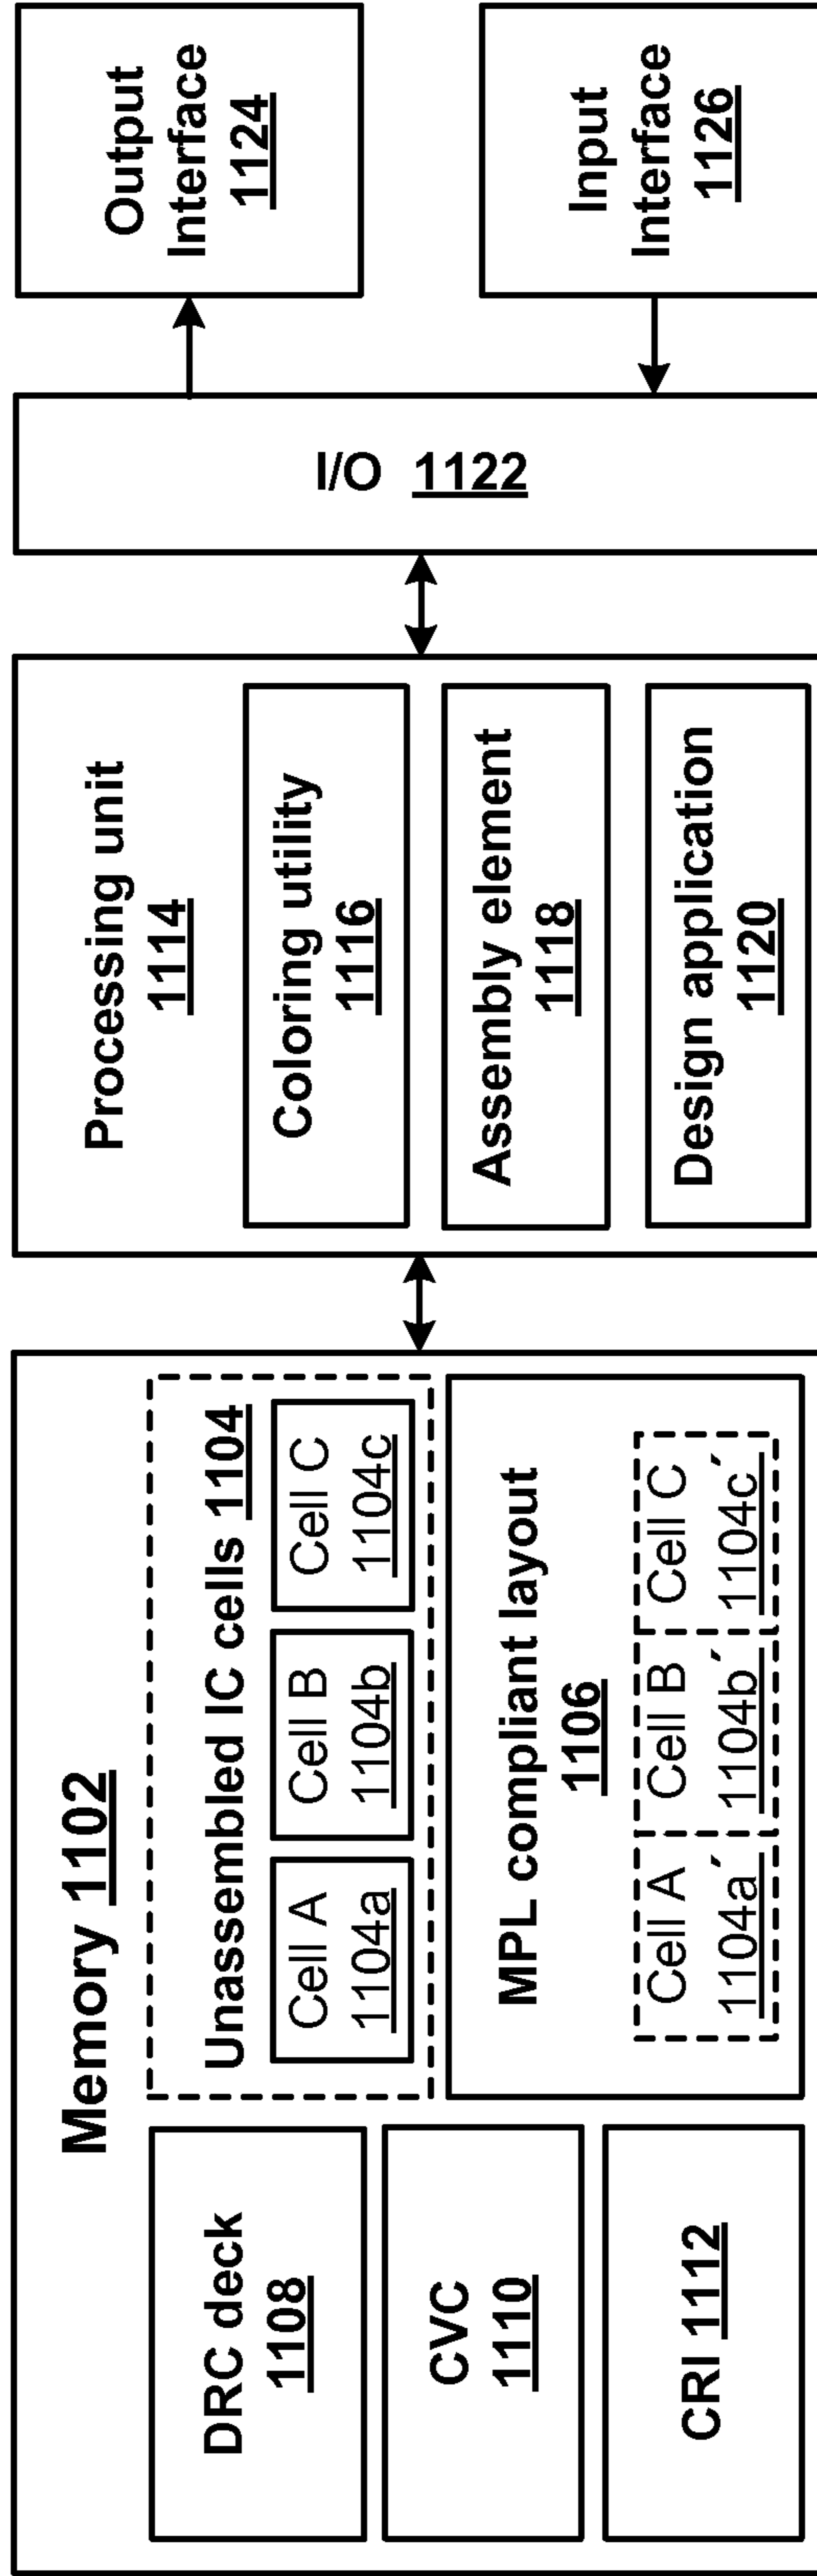 Memory 1102
DRC deck
1108
CVC
1110
CRI 1112
Unassembled IC cells 1104
Cell A
1104a
Cell B
1104b
Cell C
1104c
MPL compliant layout
1106
Cell A
1104a´
Cell B
1104b´
Cell C
1104c´
Processing unit
1114
Coloring utility
1116
Assembly element
1118
Design application
1120
I/O 1122
Output
Interface
1124
Input
Interface
1126